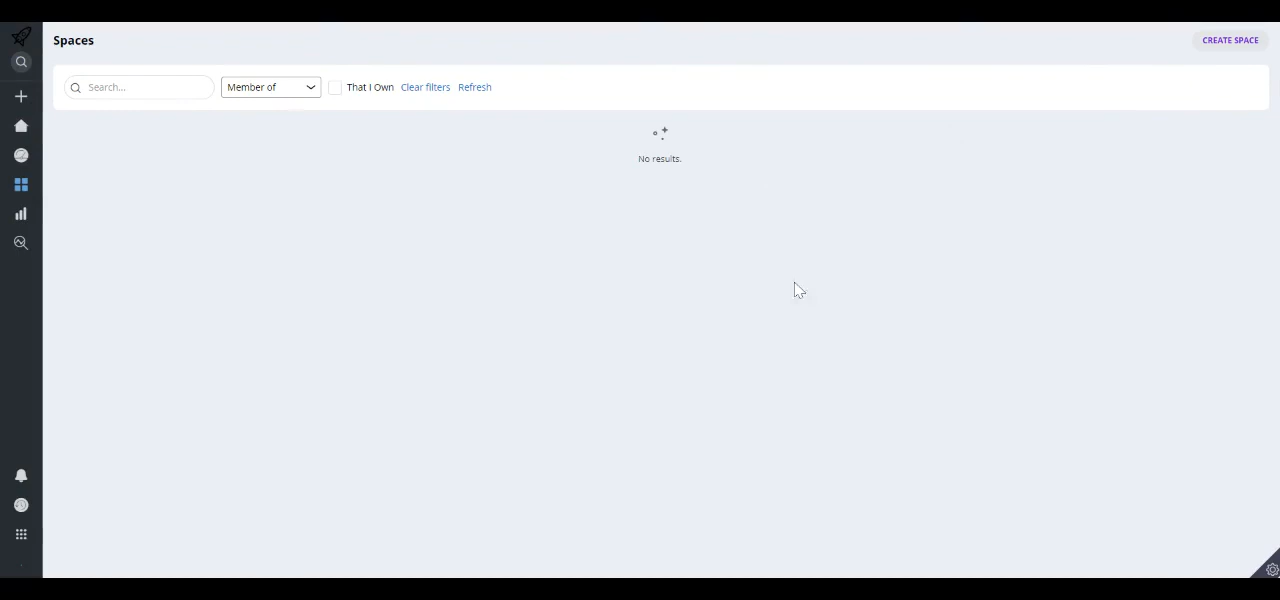 Spaces
CREATE SPACE
Search...
Member of
That I Own
Clear filters
Refresh
No results.